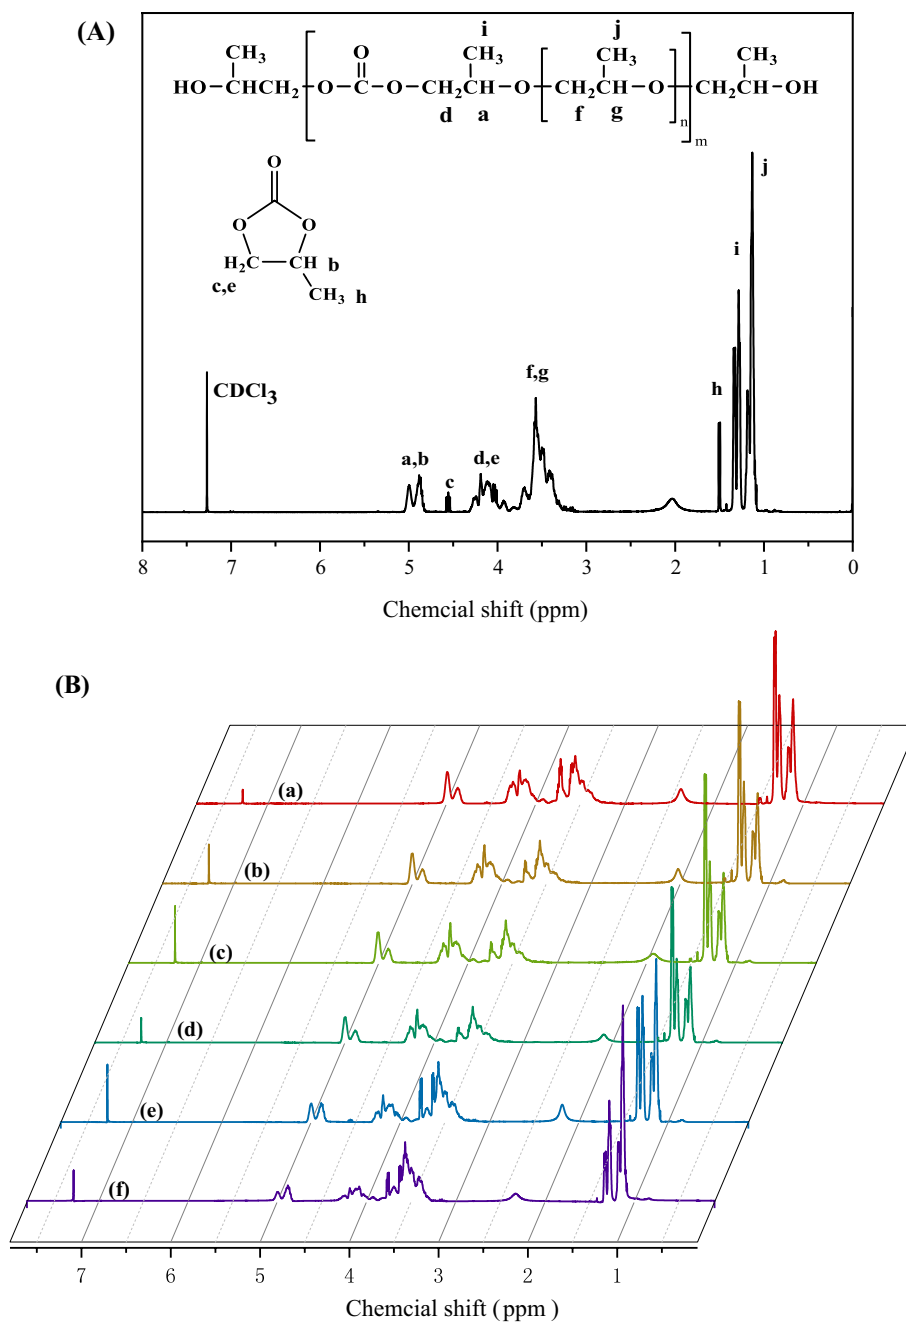 (A)
i j
CH₃ O CH₃ CH₃ CH₃
HO CHCH₂ O C O CH₂CH O CH₂CH O CH₂CH OH
d a f g n m
O
O O
H₂C CH b
c,e CH₃ h
j
i
h
f,g
CDCl₃
a,b c d,e
8 7 6 5 4 3 2 1 0
Chemcial shift (ppm)
(B)
(a)
(b)
(c)
(d)
(e)
(f)
7 6 5 4 3 2 1
Chemcial shift (ppm)